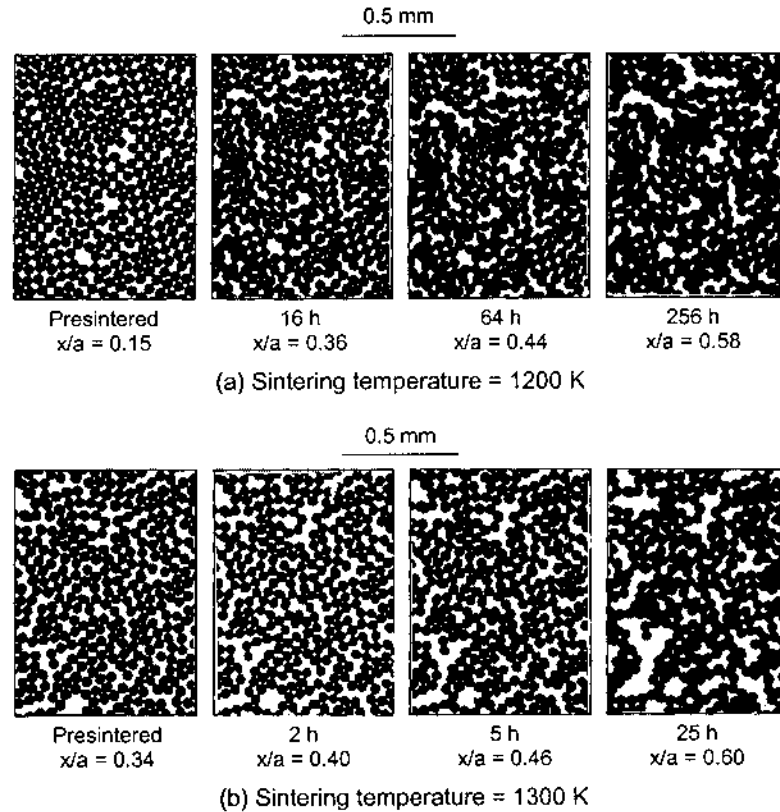 0.5 mm
Presintered 16 h 64 h 256 h
x/a = 0.15 x/a = 0.36 x/a = 0.44 x/a = 0.58
(a) Sintering temperature = 1200 K
0.5 mm
Presintered 2 h 5 h 25 h
x/a = 0.34 x/a = 0.40 x/a = 0.46 x/a = 0.60
(b) Sintering temperature = 1300 K